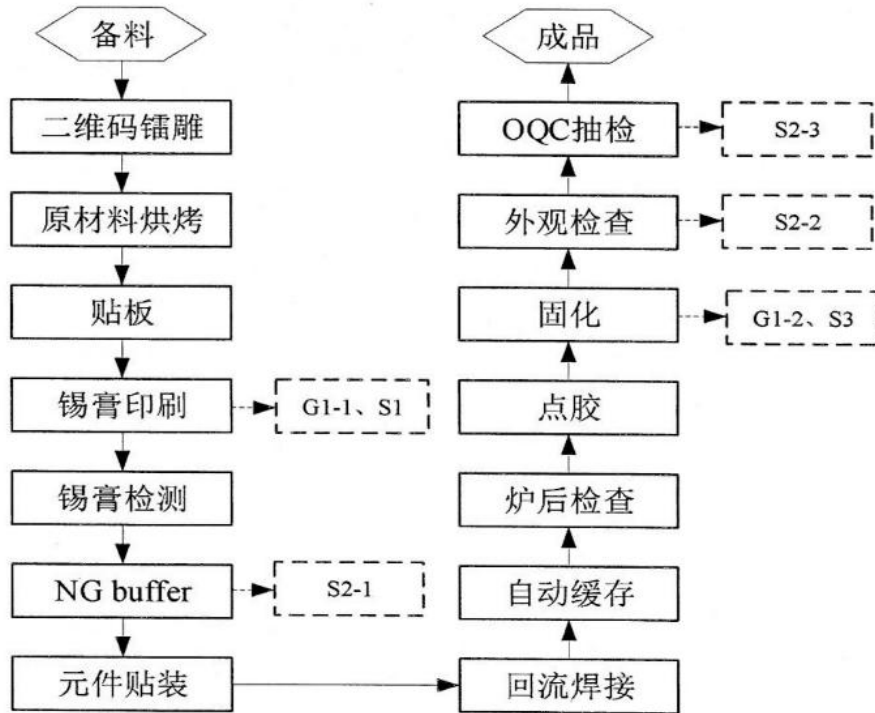 备料
二维码镭雕
原材料烘烤
贴板
锡膏印刷
G1-1、S1
锡膏检测
NG buffer
S2-1
元件贴装
回流焊接
自动缓存
炉后检查
点胶
固化
G1-2、S3
外观检查
S2-2
OQC抽检
S2-3
成品